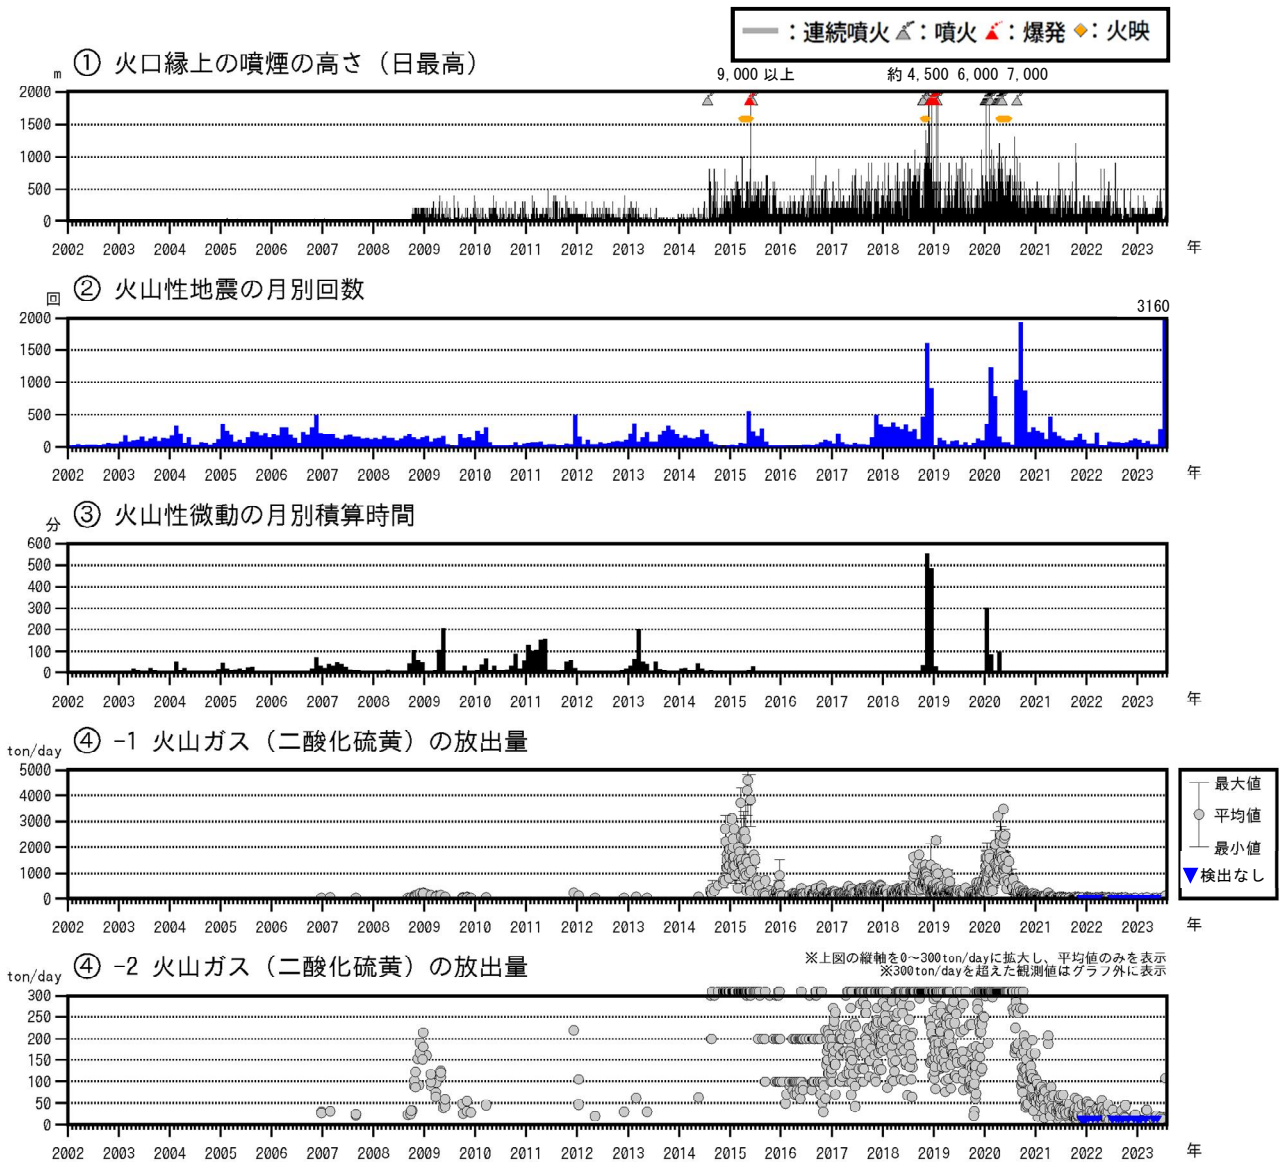 ：連続噴火 ：噴火 ：爆発 ：火映
① 火口縁上の噴煙の高さ（日最高）
9,000 以上 約 4,500 6,000 7,000
m
2000
1500
1000
500
0
2002 2003 2004 2005 2006 2007 2008 2009 2010 2011 2012 2013 2014 2015 2016 2017 2018 2019 2020 2021 2022 2023 年
② 火山性地震の月別回数
回
3160
2000
1500
1000
500
0
2002 2003 2004 2005 2006 2007 2008 2009 2010 2011 2012 2013 2014 2015 2016 2017 2018 2019 2020 2021 2022 2023 年
③ 火山性微動の月別積算時間
分
600
500
400
300
200
100
0
2002 2003 2004 2005 2006 2007 2008 2009 2010 2011 2012 2013 2014 2015 2016 2017 2018 2019 2020 2021 2022 2023 年
④ -1 火山ガス（二酸化硫黄）の放出量
ton/day
5000
4000
3000
2000
1000
0
最大値
平均値
最小値
検出なし
2002 2003 2004 2005 2006 2007 2008 2009 2010 2011 2012 2013 2014 2015 2016 2017 2018 2019 2020 2021 2022 2023 年
④ -2 火山ガス（二酸化硫黄）の放出量
※上図の縦軸を0～300ton/dayに拡大し、平均値のみを表示
※300ton/dayを超えた観測値はグラフ外に表示
ton/day
300
250
200
150
100
50
0
2002 2003 2004 2005 2006 2007 2008 2009 2010 2011 2012 2013 2014 2015 2016 2017 2018 2019 2020 2021 2022 2023 年